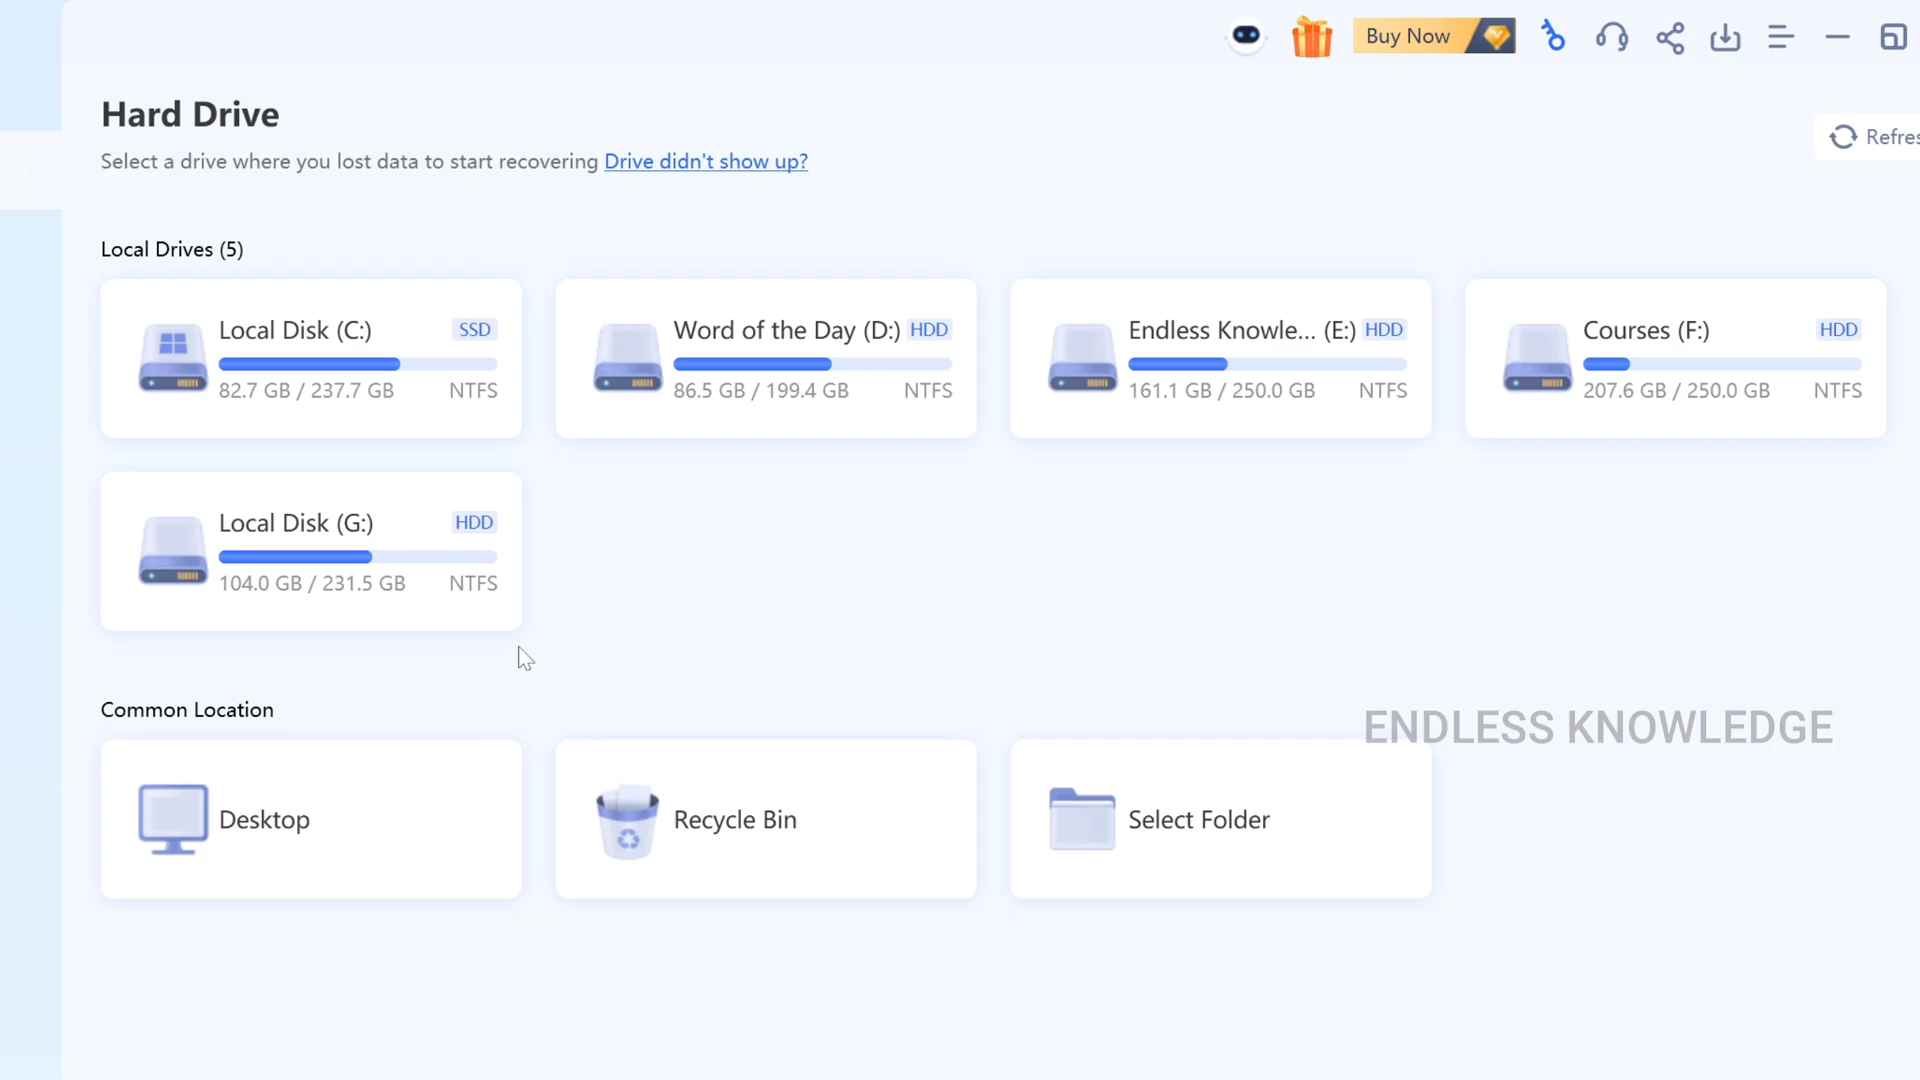 Buy Now
Hard Drive
Refres
Select a drive where you lost data to start recovering Drive didn't show up?
Local Drives (5)
Local Disk (C:) SSD
82.7 GB / 237.7 GB NTFS
Word of the Day (D:) HDD
86.5 GB / 199.4 GB NTFS
Endless Knowle... (E:) HDD
161.1 GB / 250.0 GB NTFS
Courses (F:) HDD
207.6 GB / 250.0 GB NTFS
Local Disk (G:) HDD
104.0 GB / 231.5 GB NTFS
Common Location
ENDLESS KNOWLEDGE
Desktop
Recycle Bin
Select Folder